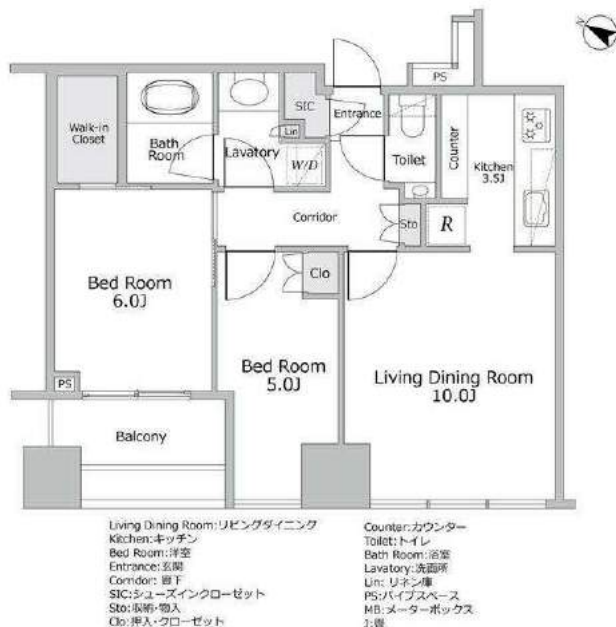 N
PS
SIC
Entrance
Walk-in
Closet
Bath
Room
Lavatory
Lin
W/D
Toilet
Counter
Kitchen
3.5J
Corridor
Sto
R
Bed Room
6.0J
Clo
Bed Room
5.0J
Living Dining Room
10.0J
PS
Balcony
Living Dining Room:リビングダイニング
Kitchen:キッチン
Bed Room:洋室
Entrance:玄関
Corridor:廊下
SIC:シューズインクローゼット
Sto:収納・物入
Clo:押入・クローゼット
Counter:カウンター
Toilet:トイレ
Bath Room:浴室
Lavatory:洗面所
Lin:リネン庫
PS:パイプスペース
MB:メーターボックス
J:畳